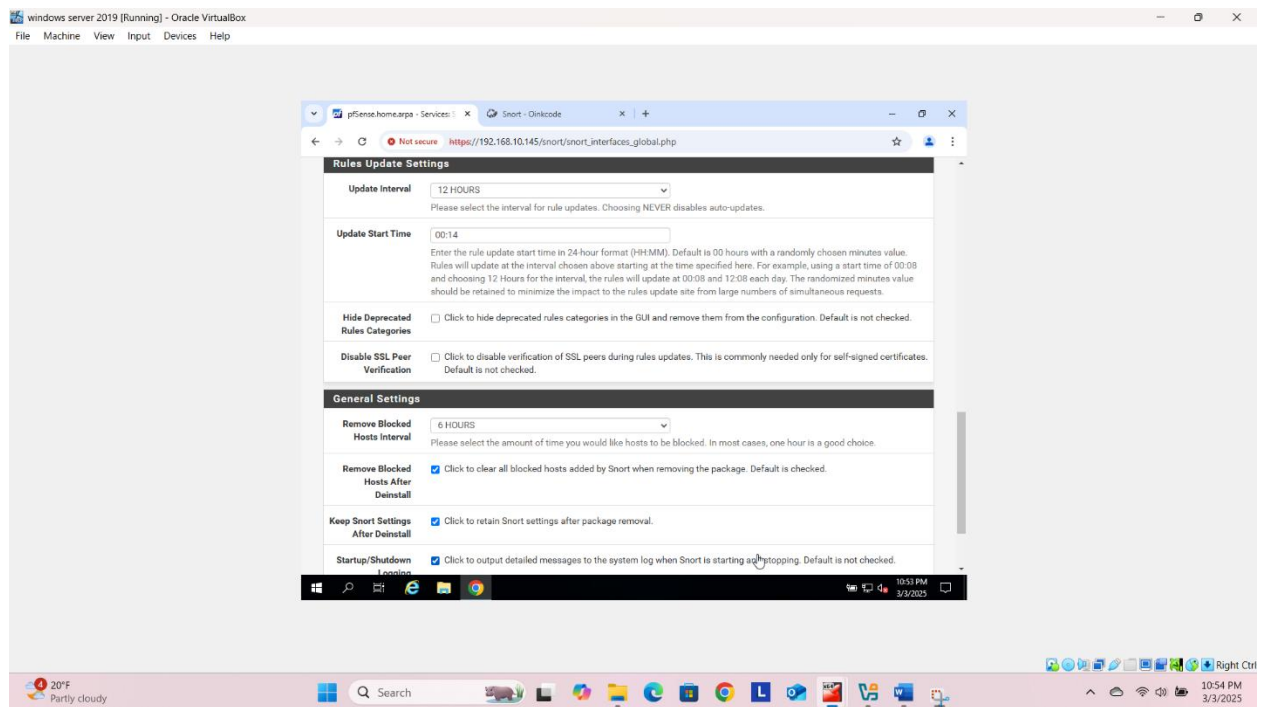 windows server 2019 [Running] - Oracle VirtualBox
File Machine View Input Devices Help
pfSense.home.arpa - Services: S
Snort - Oinkcode
Not secure https://192.168.10.145/snort/snort_interfaces_global.php
Rules Update Settings
Update Interval
12 HOURS
Please select the interval for rule updates. Choosing NEVER disables auto-updates.
Update Start Time
00:14
Enter the rule update start time in 24-hour format (HH:MM). Default is 00 hours with a randomly chosen minutes value.
Rules will update at the interval chosen above starting at the time specified here. For example, using a start time of 00:08
and choosing 12 Hours for the interval, the rules will update at 00:08 and 12:08 each day. The randomized minutes value
should be retained to minimize the impact to the rules update site from large numbers of simultaneous requests.
Hide Deprecated
Rules Categories
Click to hide deprecated rules categories in the GUI and remove them from the configuration. Default is not checked.
Disable SSL Peer
Verification
Click to disable verification of SSL peers during rules updates. This is commonly needed only for self-signed certificates.
Default is not checked.
General Settings
Remove Blocked
Hosts Interval
6 HOURS
Please select the amount of time you would like hosts to be blocked. In most cases, one hour is a good choice.
Remove Blocked
Hosts After
Deinstall
Click to clear all blocked hosts added by Snort when removing the package. Default is checked.
Keep Snort Settings
After Deinstall
Click to retain Snort settings after package removal.
Startup/Shutdown
Logging
Click to output detailed messages to the system log when Snort is starting and stopping. Default is not checked.
10:53 PM
3/3/2025
Right Ctrl
4
20°F
Partly cloudy
Search
10:54 PM
3/3/2025